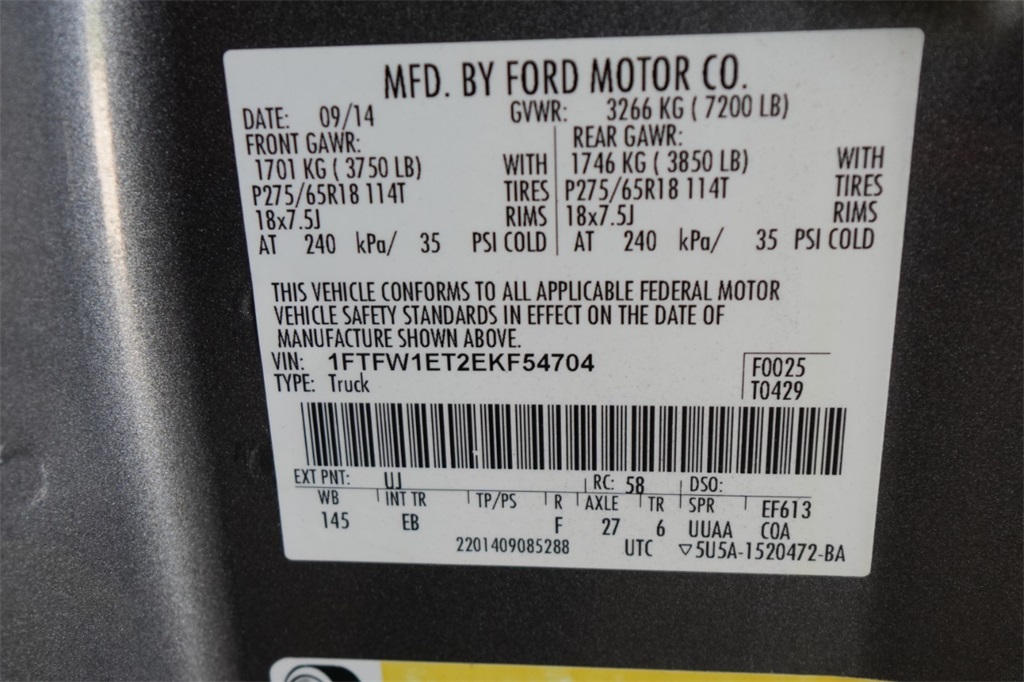 MFD. BY FORD MOTOR CO.
DATE: 09/14 GVWR: 3266 KG ( 7200 LB)
FRONT GAWR: REAR GAWR:
1701 KG ( 3750 LB) WITH 1746 KG ( 3850 LB) WITH
P275/65R18 114T TIRES P275/65R18 114T TIRES
18x7.5J RIMS 18x7.5J RIMS
AT 240 kPa/ 35 PSI COLD AT 240 kPa/ 35 PSI COLD
THIS VEHICLE CONFORMS TO ALL APPLICABLE FEDERAL MOTOR
VEHICLE SAFETY STANDARDS IN EFFECT ON THE DATE OF
MANUFACTURE SHOWN ABOVE.
VIN: 1FTFW1ET2EKF54704 F0025
TYPE: Truck T0429
EXT PNT: UJ RC: 58 DSO:
WB INT TR TP/PS R AXLE TR SPR EF613
145 EB F 27 6 UUAA COA
2201409085288 UTC ▽5U5A-1520472-BA